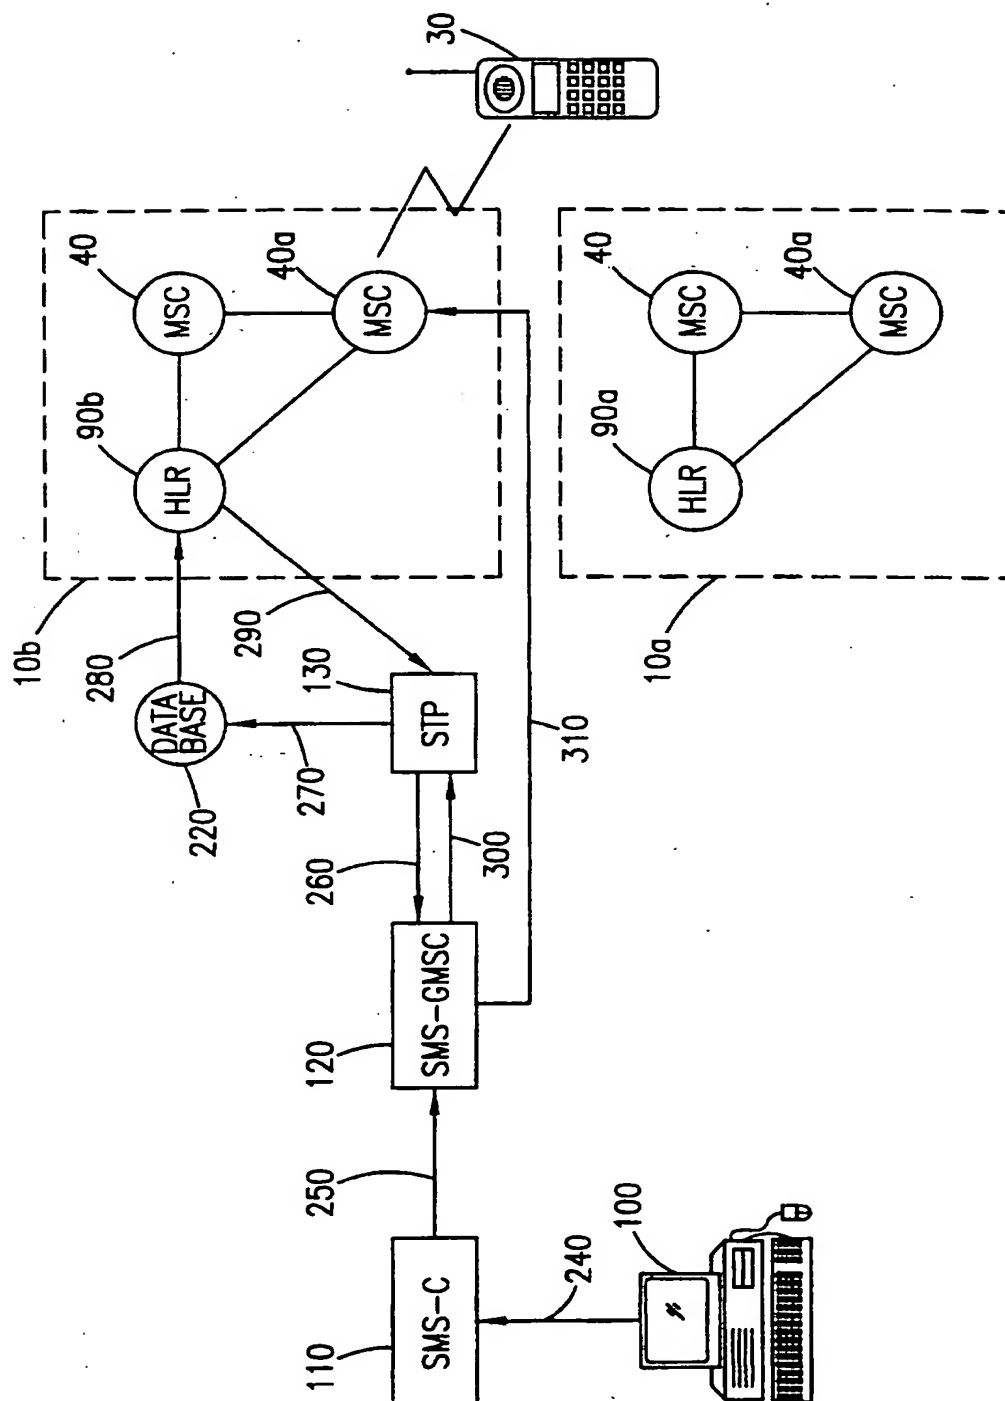 110
SMS-C
240
100
250
120
SMS-GMSC
260
300
130
STP
310
270
220
DATA
BASE
280
290
10b
90b
HLR
40
MSC
40a
MSC
30
10a
90a
HLR
40
MSC
40a
MSC